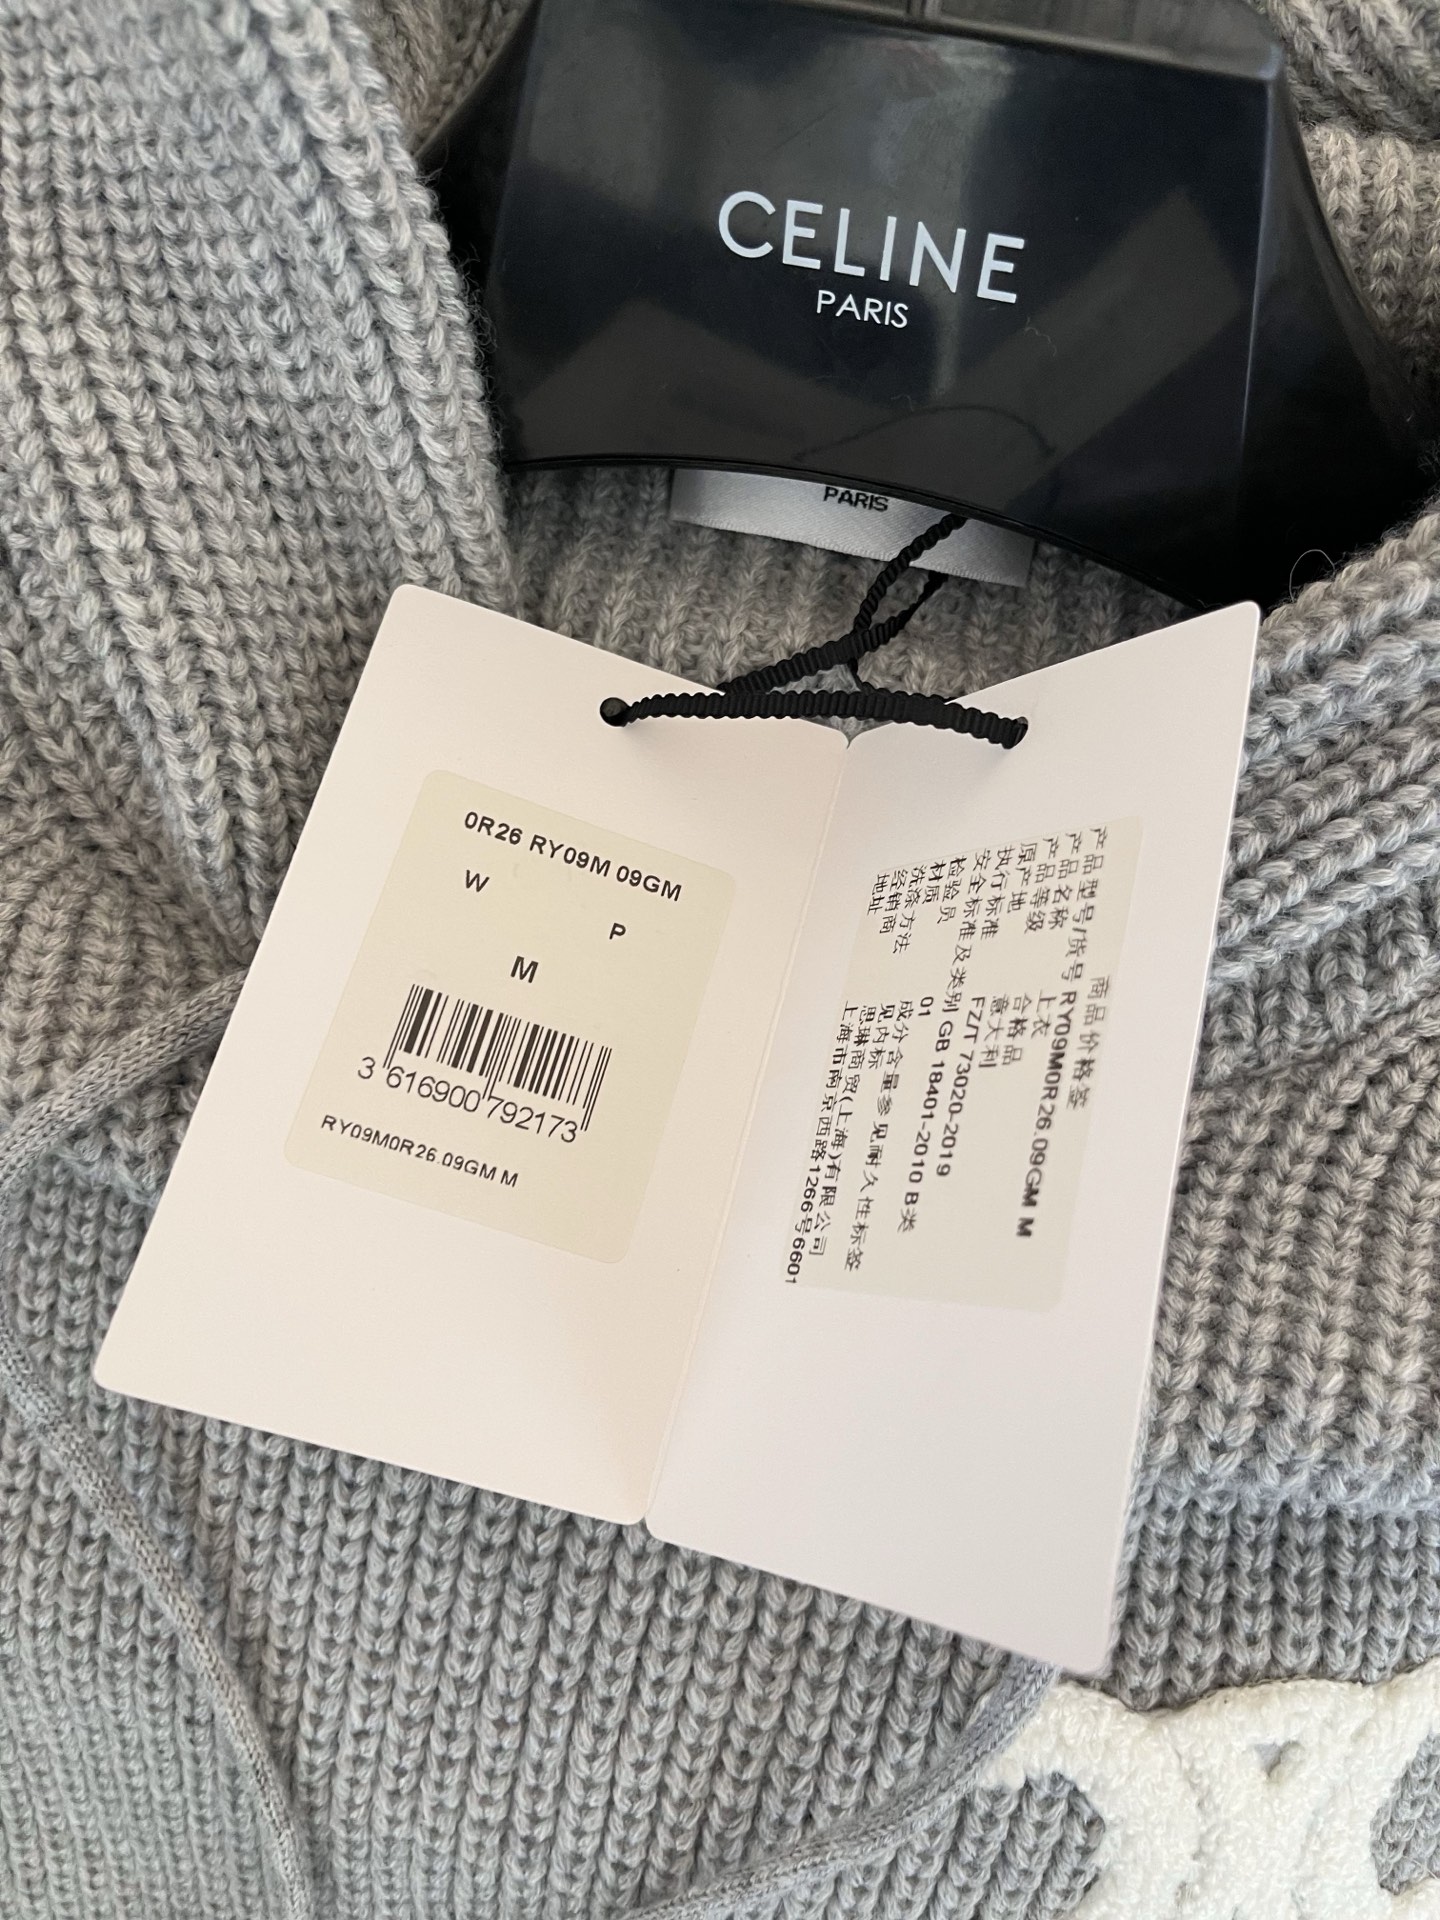 CELINE
PARIS
PARIS
0R26 RY09M 09GM
W
P
M
3 616900 792173
RY09M0R26.09GM M
商品价格签
产品型号/货号 RY09M0R26.09GM M
产品名称 上衣
产品等级 合格品
原产地 意大利
执行标准 FZ/T 73020-2019
安全标准及类别 GB 18401-2010 B类
检验员 01
材质 成分含量参见耐久性标签
洗涤方法 见内标
经销商 思琳商贸(上海)有限公司
地址 上海市南京西路1266号6601